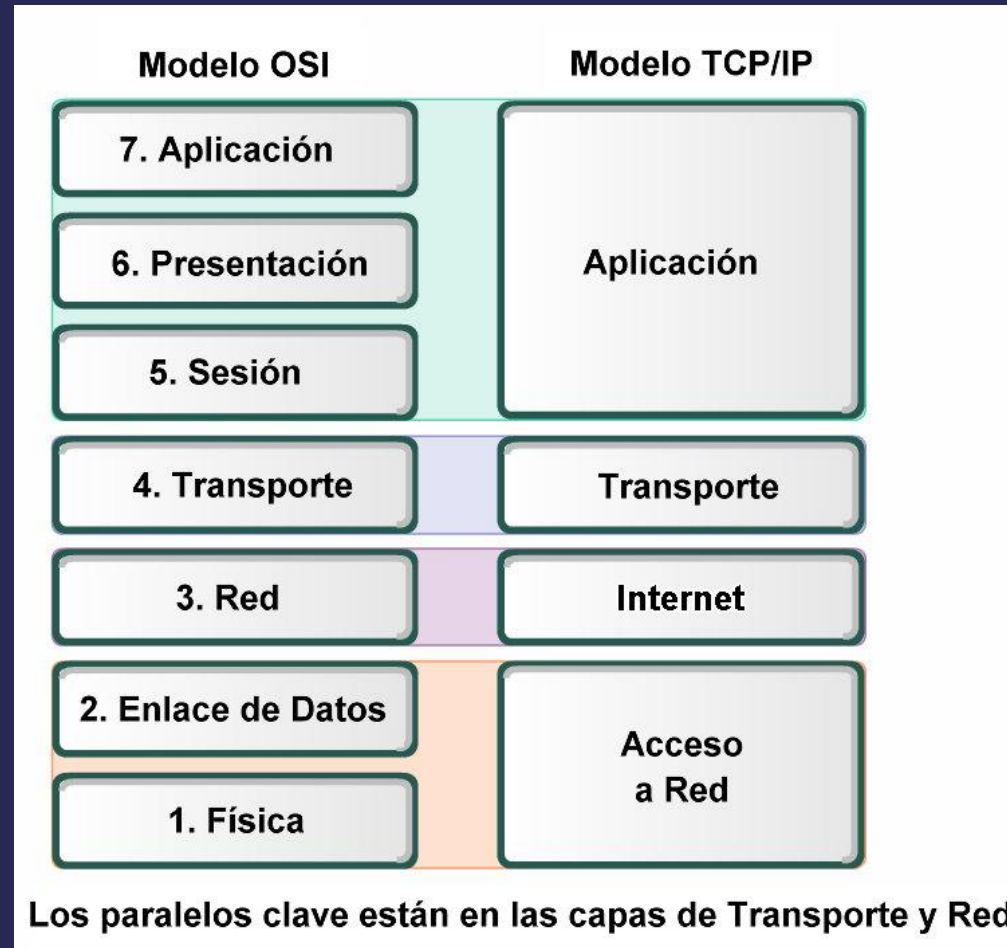 Modelo OSI
Modelo TCP/IP
7. Aplicación
6. Presentación
5. Sesión
Aplicación
4. Transporte
Transporte
3. Red
Internet
2. Enlace de Datos
1. Física
Acceso
a Red
Los paralelos clave están en las capas de Transporte y Red